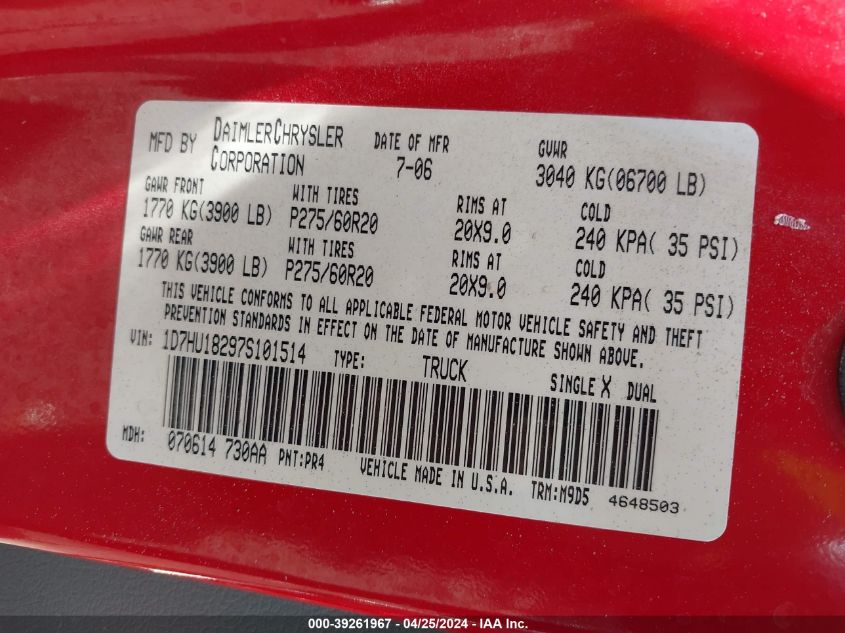 MFD BY DAIMLERCHRYSLER CORPORATION DATE OF MFR 7-06 GVWR 3040 KG(06700 LB)
GAWR FRONT WITH TIRES RIMS AT COLD
1770 KG(3900 LB) P275/60R20 20X9.0 240 KPA( 35 PSI)
GAWR REAR WITH TIRES RIMS AT COLD
1770 KG(3900 LB) P275/60R20 20X9.0 240 KPA( 35 PSI)
THIS VEHICLE CONFORMS TO ALL APPLICABLE FEDERAL MOTOR VEHICLE SAFETY AND THEFT
PREVENTION STANDARDS IN EFFECT ON THE DATE OF MANUFACTURE SHOWN ABOVE.
VIN: 1D7HU18297S101514 TYPE: TRUCK SINGLE X DUAL
MDH: 070614 730AA PNT:PR4 VEHICLE MADE IN U.S.A. TRM:M9D5 4648503
000-39261967 - 04/25/2024 - IAA Inc.